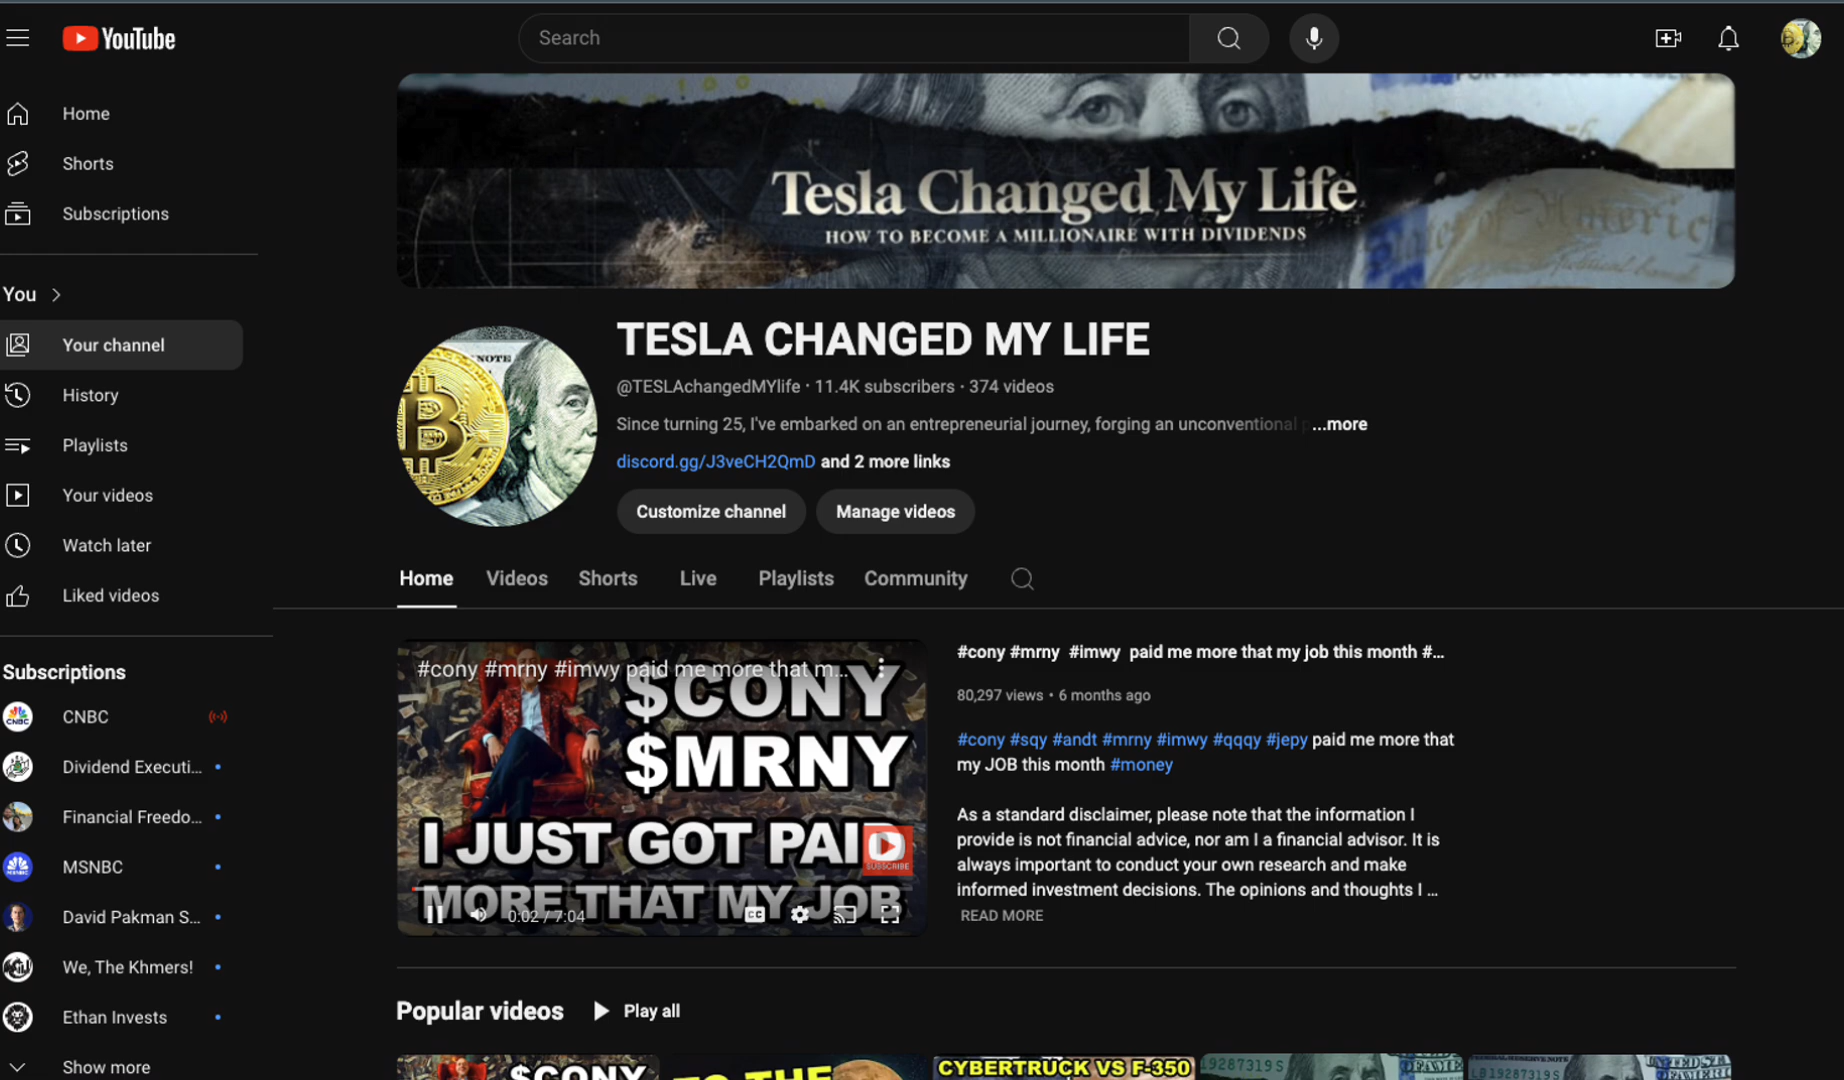 YouTube
Search
Home
Shorts
Subscriptions
You
Your channel
History
Playlists
Your videos
Watch later
Liked videos
Subscriptions
CNBC
Dividend Executi...
Financial Freedo...
MSNBC
David Pakman S...
We, The Khmers!
Ethan Invests
Show more
Tesla Changed My Life
HOW TO BECOME A MILLIONAIRE WITH DIVIDENDS
NOTE
TESLA CHANGED MY LIFE
@TESLAchangedMYlife · 11.4K subscribers · 374 videos
Since turning 25, I've embarked on an entrepreneurial journey, forging an unconventional ...more
discord.gg/J3veCH2QmD and 2 more links
Customize channel
Manage videos
Home
Videos
Shorts
Live
Playlists
Community
#cony #mrny #imwy paid me more that m...
$CONY
$MRNY
I JUST GOT PAID
MORE THAT MY JOB
SUBSCRIBE
0:02 / 7:04
CC
#cony #mrny #imwy paid me more that my job this month #...
80,297 views • 6 months ago
#cony #sqy #andt #mrny #imwy #qqqy #jepy paid me more that
my JOB this month #money
As a standard disclaimer, please note that the information I
provide is not financial advice, nor am I a financial advisor. It is
always important to conduct your own research and make
informed investment decisions. The opinions and thoughts I ...
READ MORE
Popular videos
Play all
$CONY
TO THE
CYBERTRUCK VS F-350
19287319S
LB19287319S